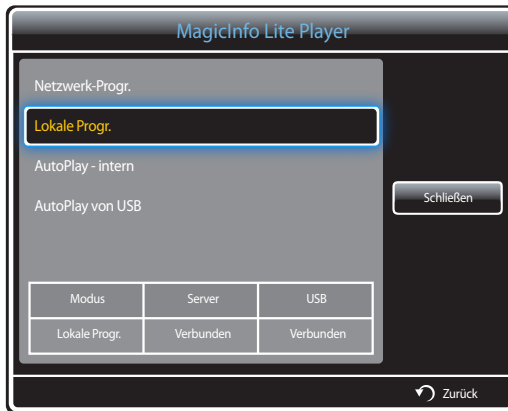 MagicInfo Lite Player
Netzwerk-Progr.
Lokale Progr.
AutoPlay - intern
AutoPlay von USB
Schließen
Modus Server USB
Lokale Progr. Verbunden Verbunden
Zurück